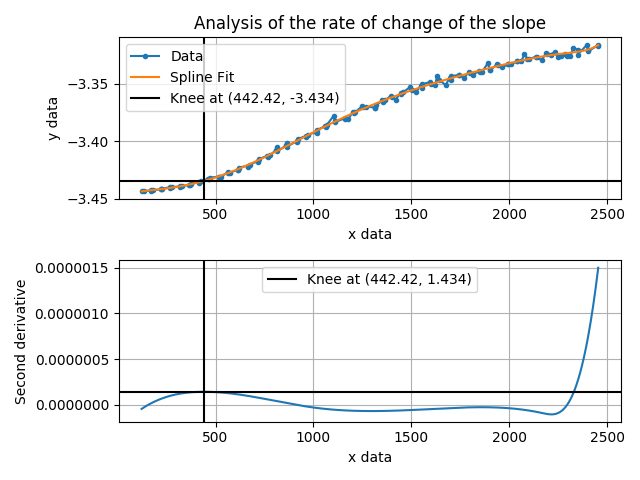 Analysis of the rate of change of the slope
Data
Spline Fit
Knee at (442.42, -3.434)
−3.35
−3.40
−3.45
y data
500 1000 1500 2000 2500
x data
Knee at (442.42, 1.434)
0.0000015
0.0000010
0.0000005
0.0000000
Second derivative
500 1000 1500 2000 2500
x data